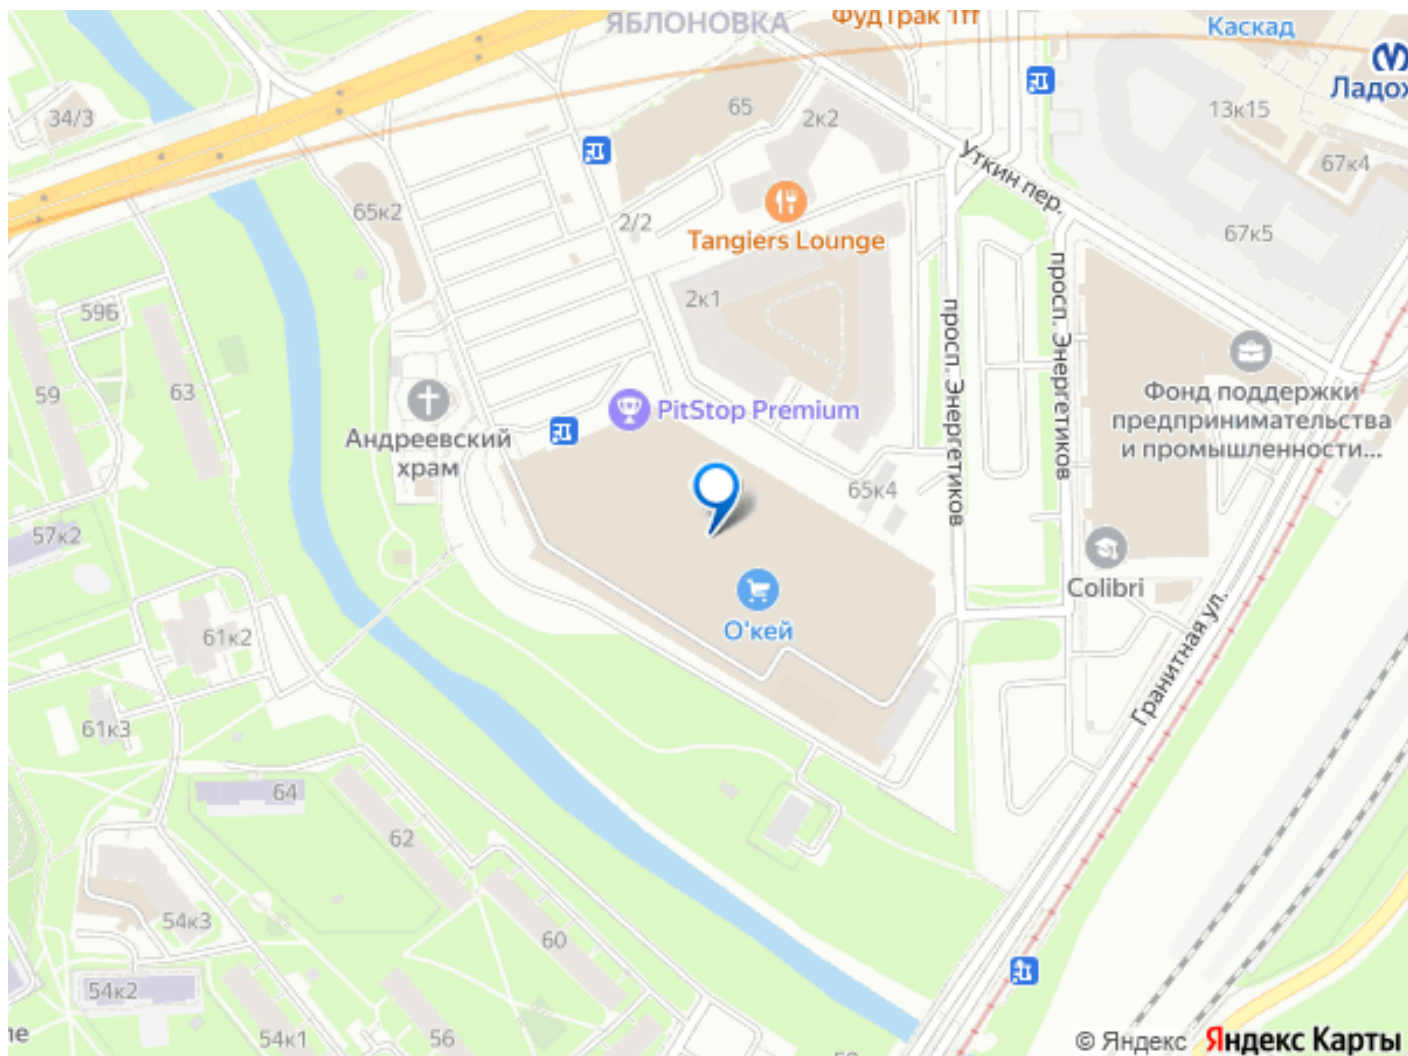 ЯБЛОНОВКА
ФудТрак 1тт
Каскад
Ладож
34/3
65
2к2
13к15
67к4
Уткин пер.
65к2
2/2
67к5
Tangiers Lounge
59Б
2к1
просп. Энергетиков
просп. Энергетиков
59
63
PitStop Premium
Андреевский
храм
Фонд поддержки
предпринимательства
и промышленности...
65к4
57к2
Colibri
О'кей
61к2
Гранитная ул.
61к3
64
62
54к3
60
54к2
54к1
56
© Яндекс Яндекс Карты